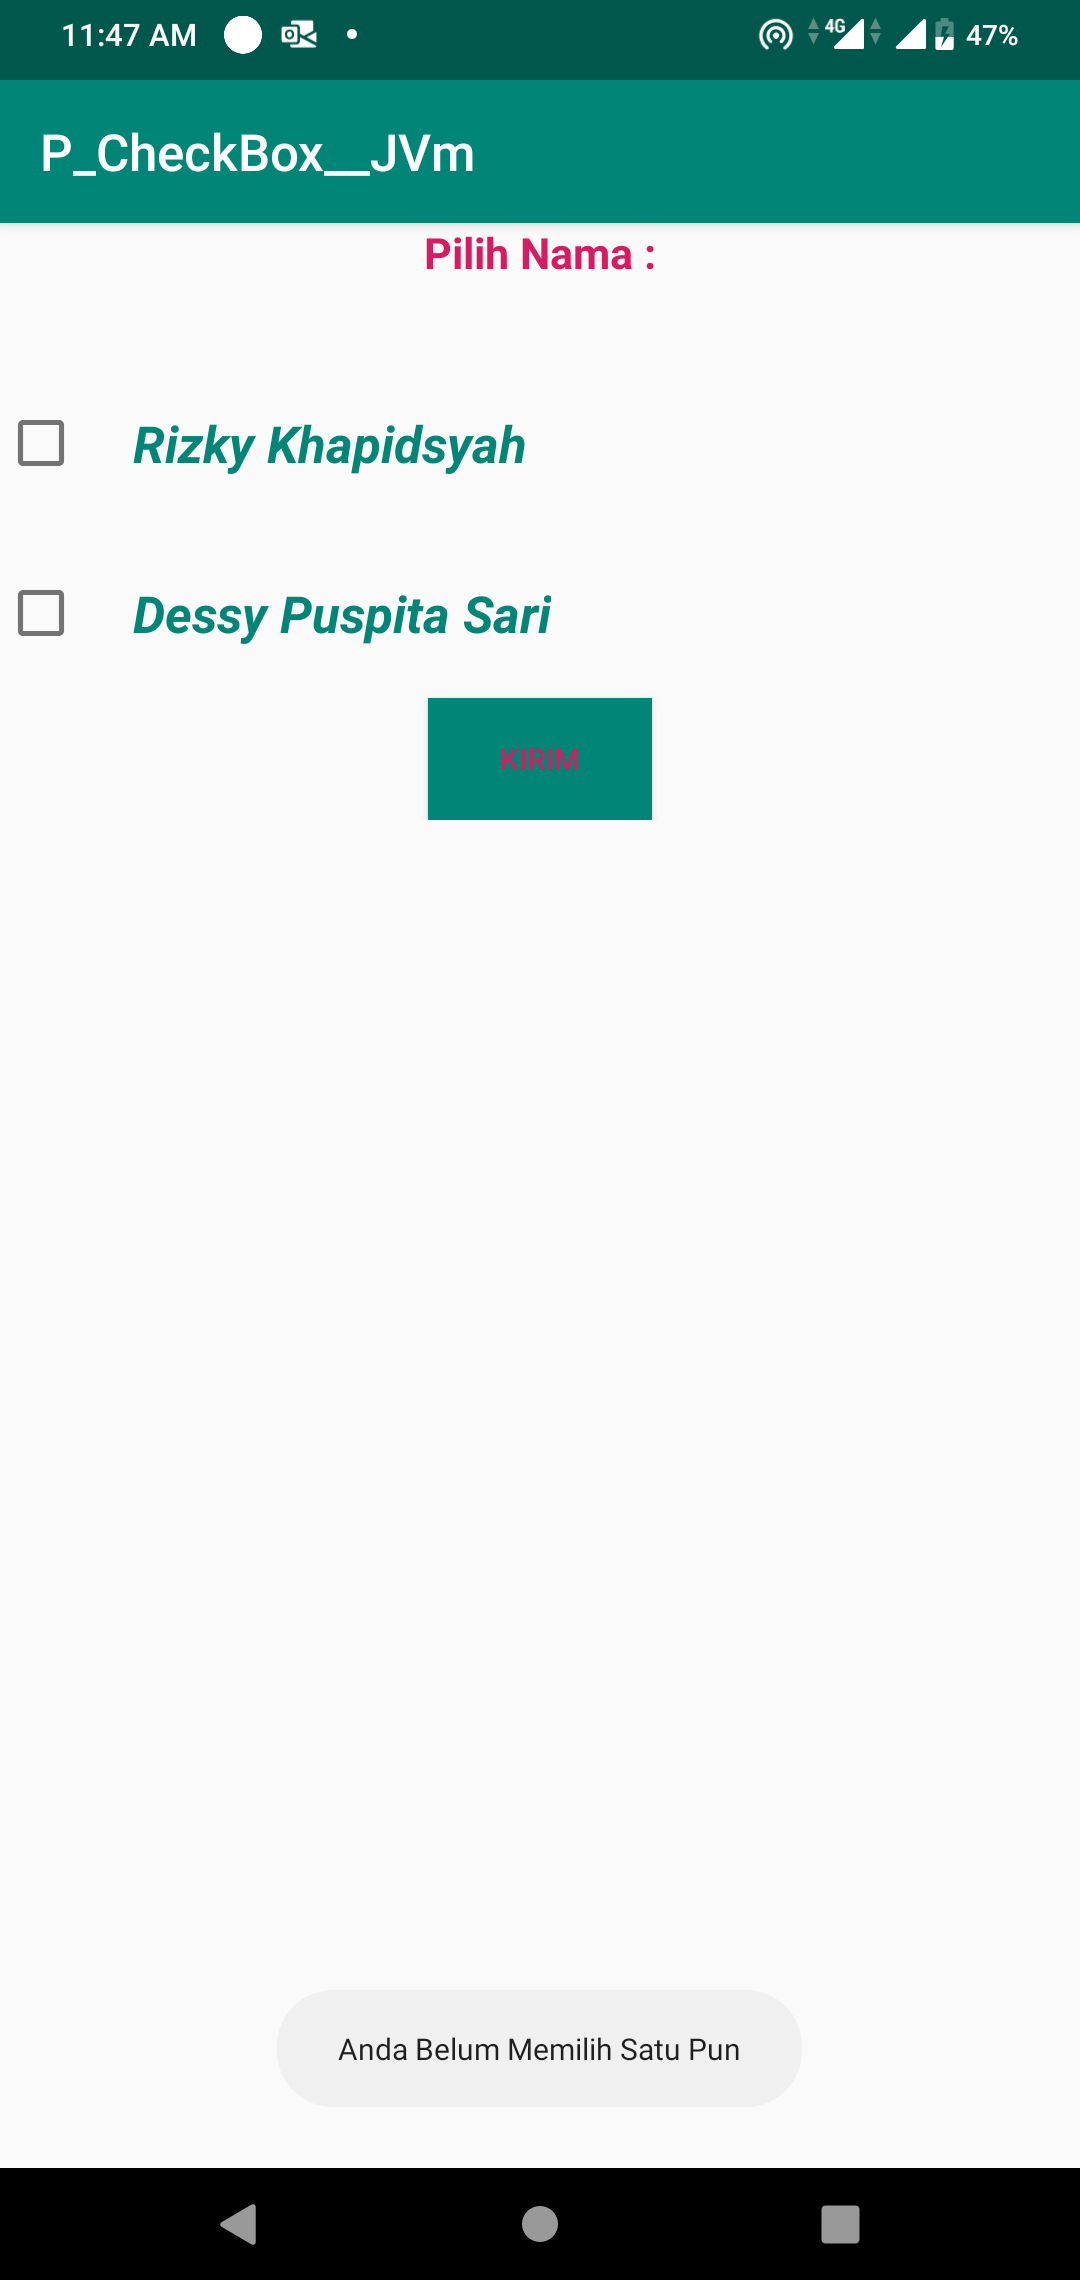 11:47 AM
4G
47%
P_CheckBox__JVm
Pilih Nama :
Rizky Khapidsyah
Dessy Puspita Sari
KIRIM
Anda Belum Memilih Satu Pun